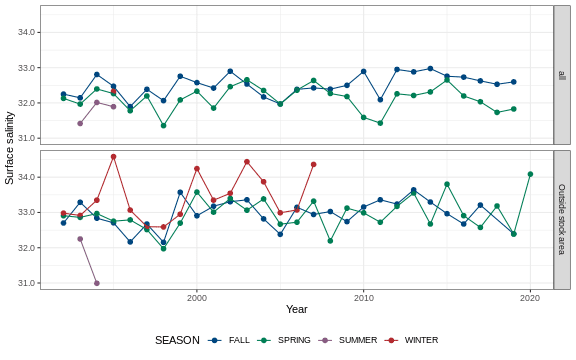 Surface salinity
34.0
33.0
32.0
31.0
all
34.0
33.0
32.0
31.0
Outside stock area
2000
2010
2020
Year
SEASON
FALL
SPRING
SUMMER
WINTER